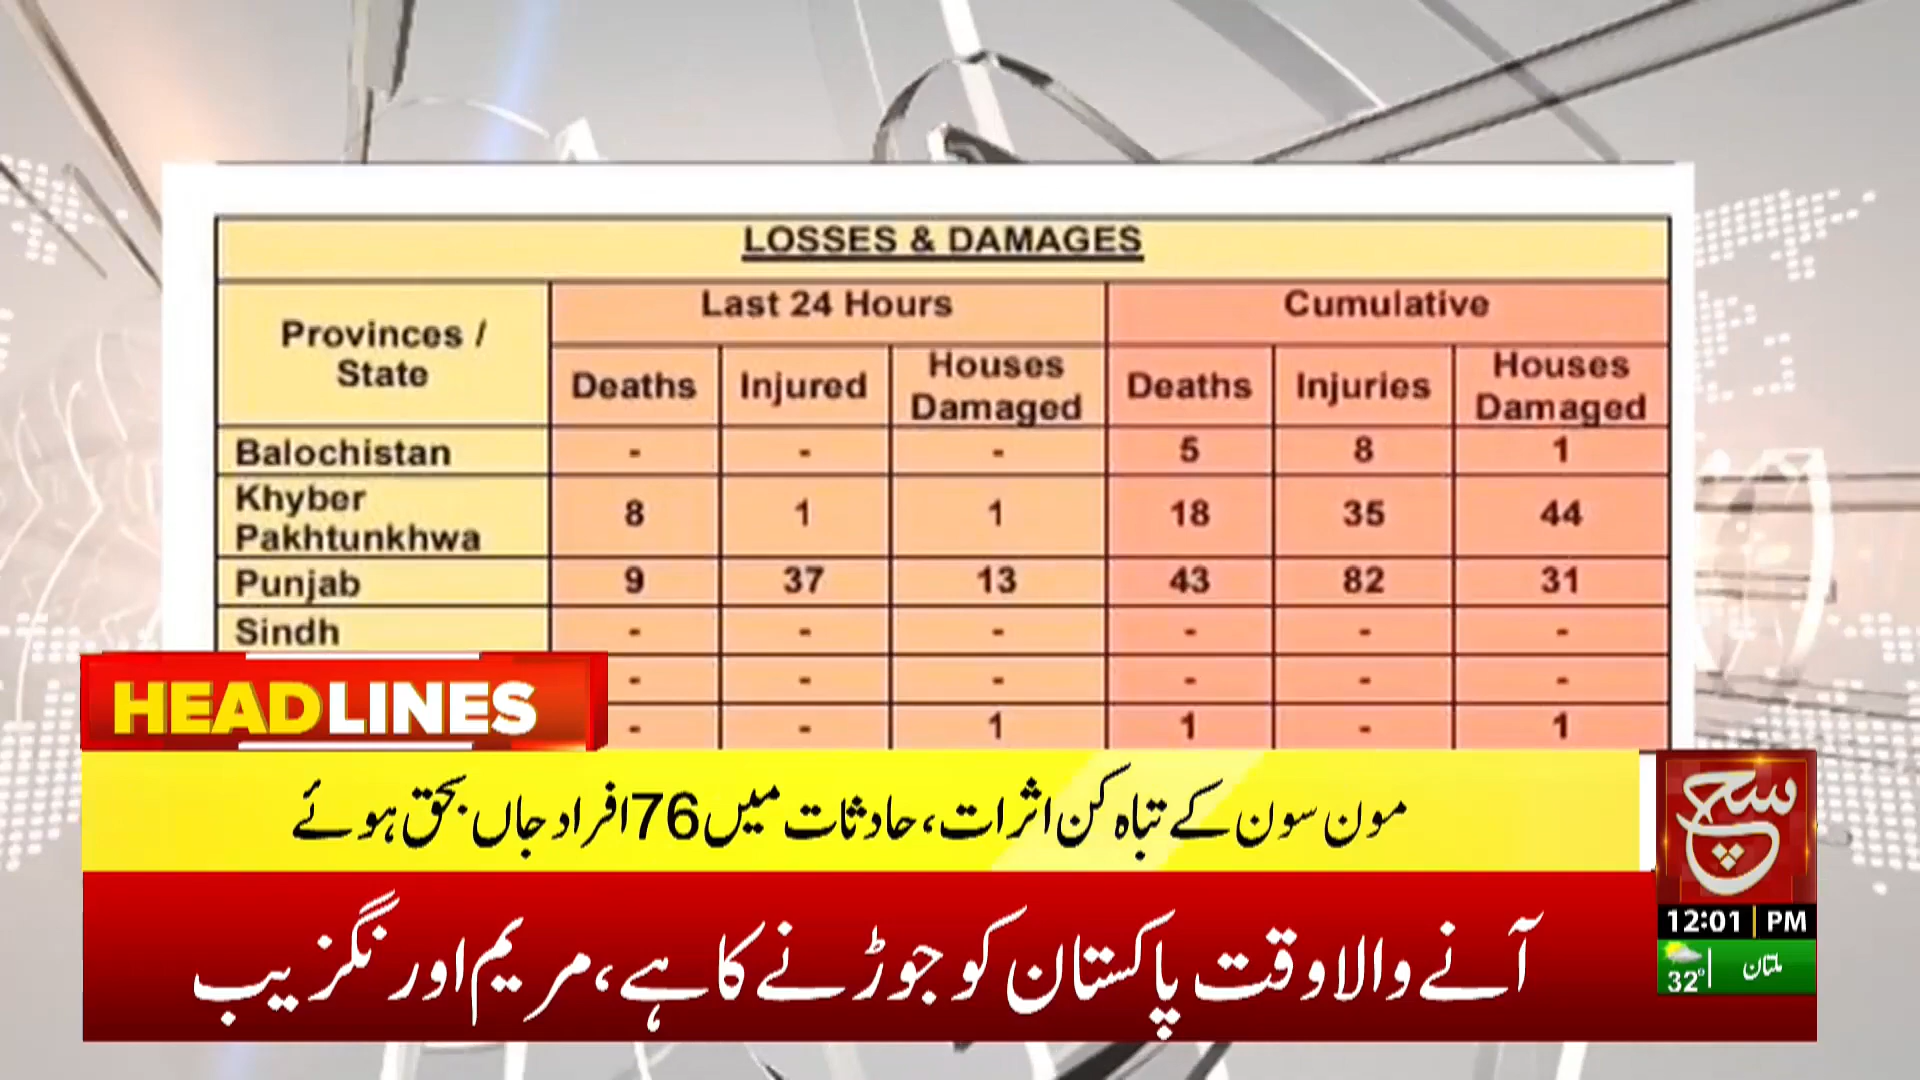 LOSSES & DAMAGES
Provinces / State
Last 24 Hours
Cumulative
Deaths Injured Houses Damaged Deaths Injuries Houses Damaged
Balochistan - - - 5 8 1
Khyber Pakhtunkhwa 8 1 1 18 35 44
Punjab 9 37 13 43 82 31
Sindh - - - - - -
- - - - - -
- - 1 1 - 1
HEADLINES
مون سون کے تباہ کن اثرات، حادثات میں 76 افراد جاں بحق ہوئے
آنے والا وقت پاکستان کو جوڑنے کا ہے، مریم اورنگزیب
سچ
12:01 PM
32° ملتان